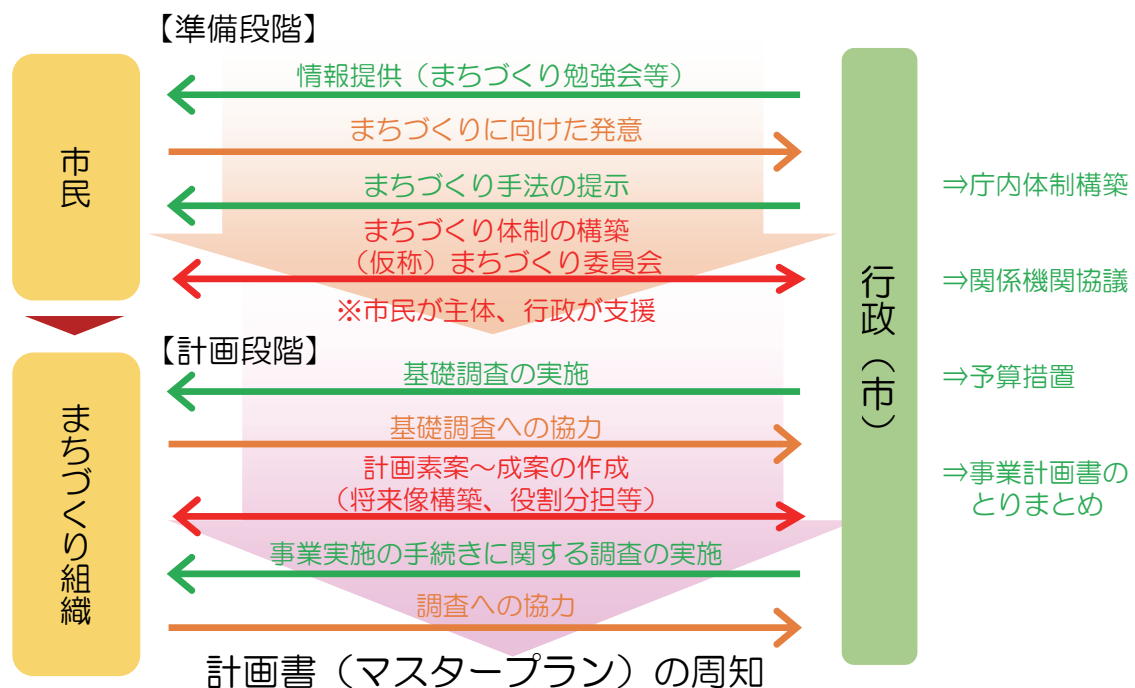 【準備段階】
市民
情報提供（まちづくり勉強会等）
まちづくりに向けた発意
まちづくり手法の提示
まちづくり体制の構築
（仮称）まちづくり委員会
※市民が主体、行政が支援
【計画段階】
まちづくり組織
基礎調査の実施
基礎調査への協力
計画素案～成案の作成
（将来像構築、役割分担等）
事業実施の手続きに関する調査の実施
調査への協力
計画書（マスタープラン）の周知
行政（市）
⇒庁内体制構築
⇒関係機関協議
⇒予算措置
⇒事業計画書の
とりまとめ